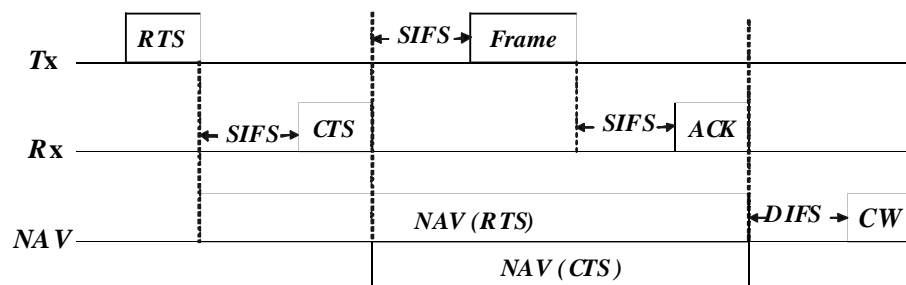 RTS
SIFS
Frame
Tx
SIFS
CTS
SIFS
ACK
Rx
NAV (RTS)
DIFS
CW
NAV
NAV (CTS)